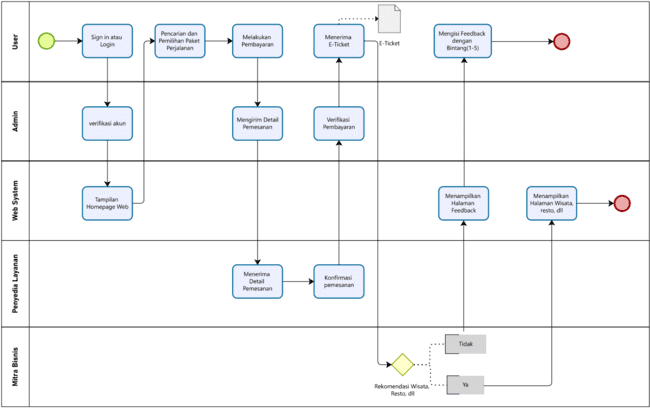 User
Sign in atau
Login
Pencarian dan
Pemilihan Paket
Perjalanan
Melakukan
Pembayaran
Menerima
E-Ticket
E-Ticket
Mengisi Feedback
dengan
Bintang(1-5)
Admin
verifikasi akun
Mengirim Detail
Pemesanan
Verifikasi
Pembayaran
Web System
Tampilan
Homepage Web
Menampilkan
Halaman
Feedback
Menampilkan
Halaman Wisata,
resto, dll
Penyedia Layanan
Menerima
Detail
Pemesanan
Konfirmasi
pemesanan
Mitra Bisnis
Rekomendasi Wisata,
Resto, dll
Tidak
Ya